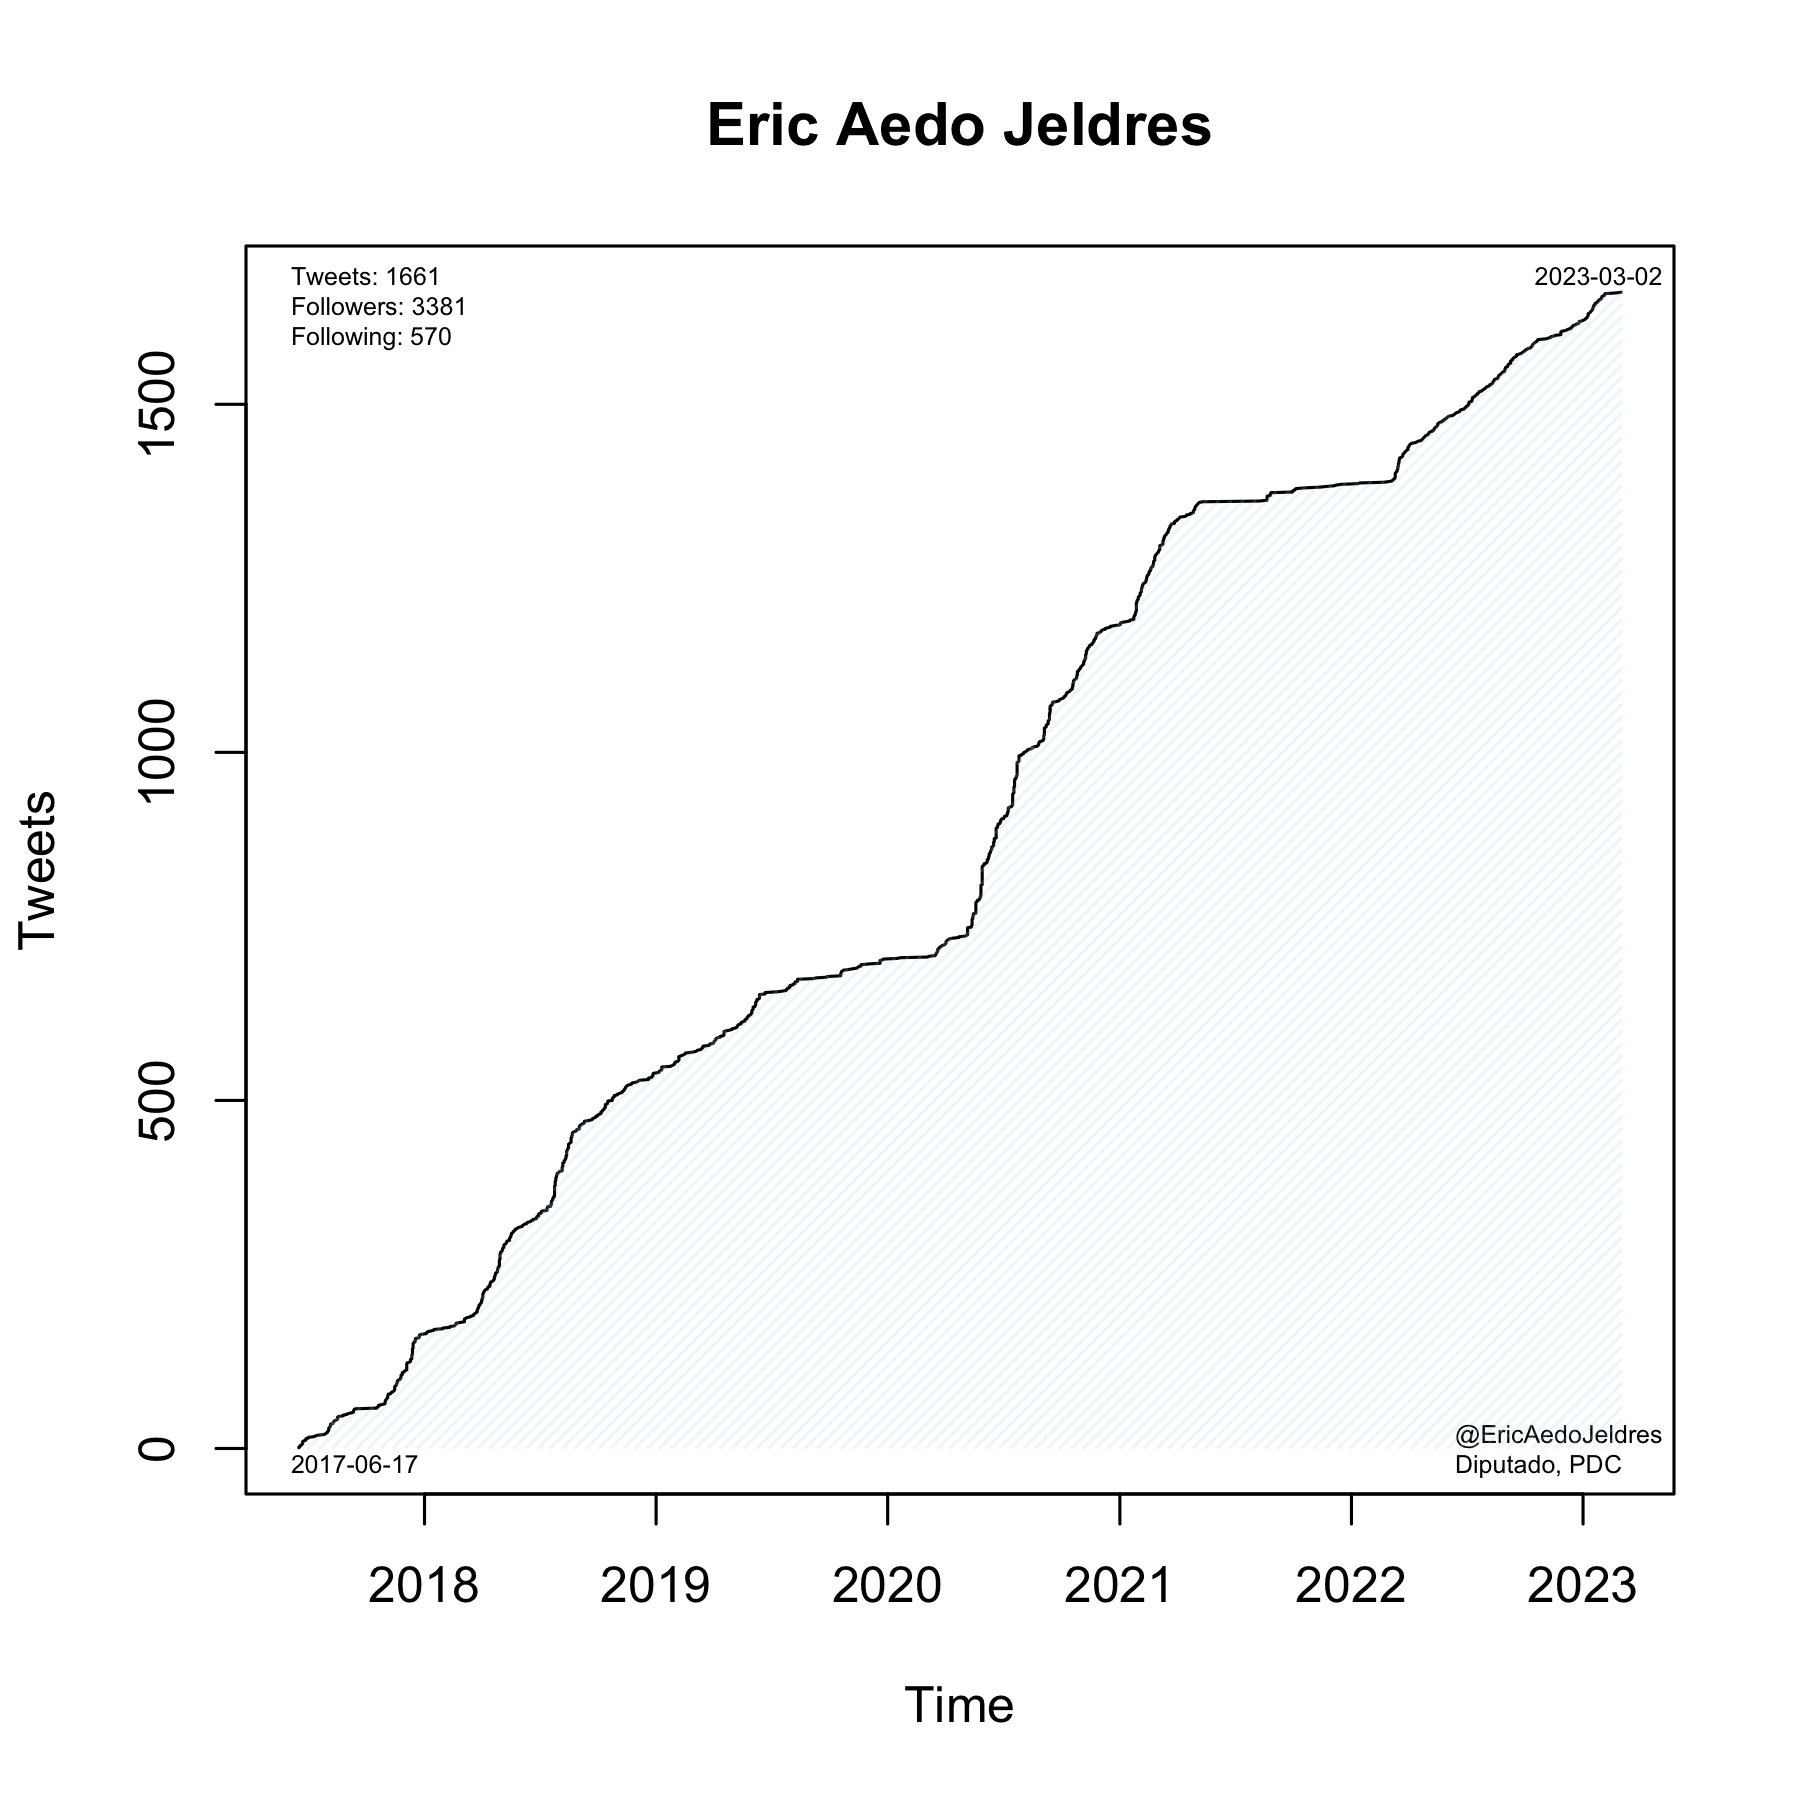 Eric Aedo Jeldres
Tweets: 1661
Followers: 3381
Following: 570
2023-03-02
1500
1000
500
0
Tweets
2017-06-17
@EricAedoJeldres
Diputado, PDC
2018 2019 2020 2021 2022 2023
Time